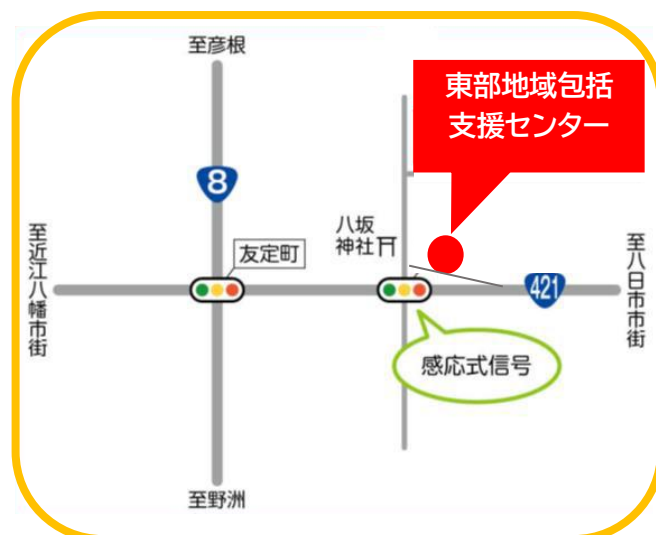 至彦根
東部地域包括
支援センター
8
八坂
神社
友定町
至近江八幡市街
421
至八日市市街
感応式信号
至野洲